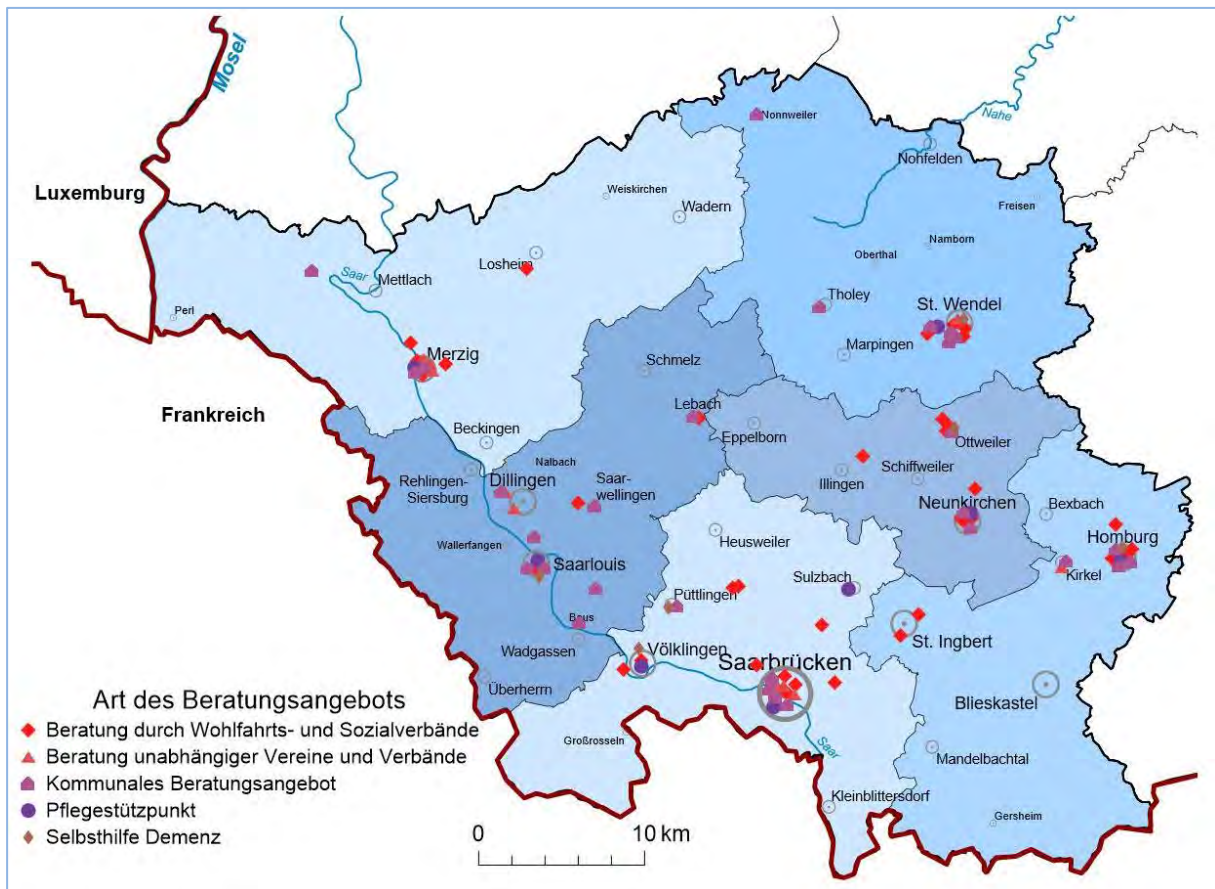 Mosel
Nahe
Nonnweiler
Nohfelden
Luxemburg
Weiskirchen
Wadern
Freisen
Namborn
Oberthal
Losheim
Saar
Mettlach
Tholey
St. Wendel
Perl
Marpingen
Merzig
Schmelz
Frankreich
Lebach
Eppelborn
Ottweiler
Beckingen
Nalbach
Rehlingen-
Siersburg
Dillingen
Saar-
wellingen
Illingen
Schiffweiler
Neunkirchen
Bexbach
Heusweiler
Homburg
Wallerfangen
Saarlouis
Sulzbach
Kirkel
Püttlingen
Bous
Wadgassen
Völklingen
St. Ingbert
Saarbrücken
Überherrn
Blieskastel
Großrosseln
Saar
Mandelbachtal
Kleinblittersdorf
Gersheim
Art des Beratungsangebots
Beratung durch Wohlfahrts- und Sozialverbände
Beratung unabhängiger Vereine und Verbände
Kommunales Beratungsangebot
Pflegestützpunkt
Selbsthilfe Demenz
0 10 km